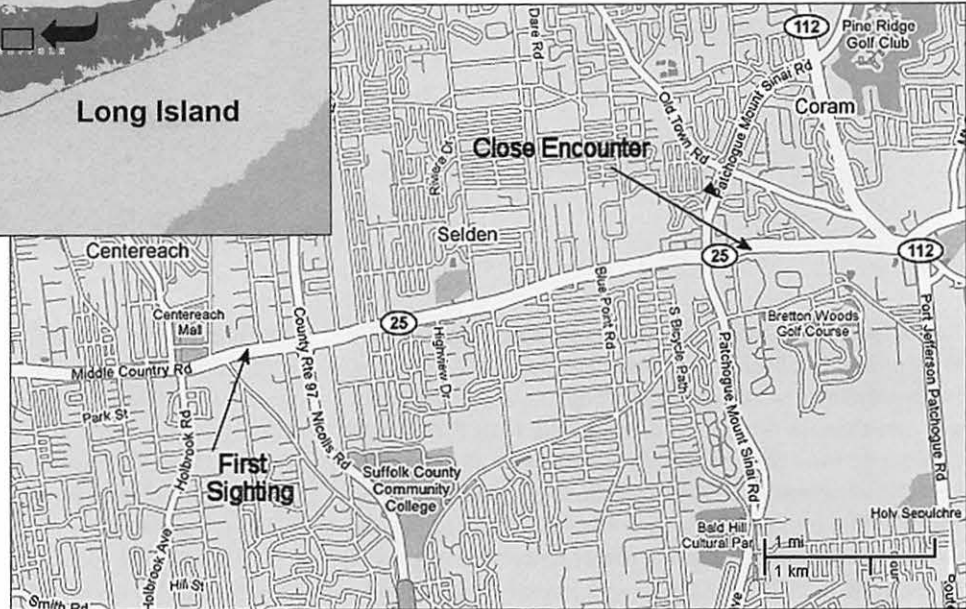 Long Island
Dare Rd
112
Pine Ridge
Golf Club
Coram
Old Town Rd
Patchogue Mount Sinai Rd
Close Encounter
Riviera Dr
Selden
Centereach
25
112
Centereach
Mall
County Rte 97
Nicolls Rd
25
Highview Dr
Blue Point Rd
S Bicycle Path
Patchogue Mount Sinai Rd
Bretton Woods
Golf Course
Port Jefferson Patchogue Rd
Middle Country Rd
Park St
Holbrook Rd
First
Sighting
Suffolk County
Community
College
Bald Hill
Cultural Par
Holy Sepulchre
1 mi
1 km
Holbrook Ave
Hill St
Smith Rd